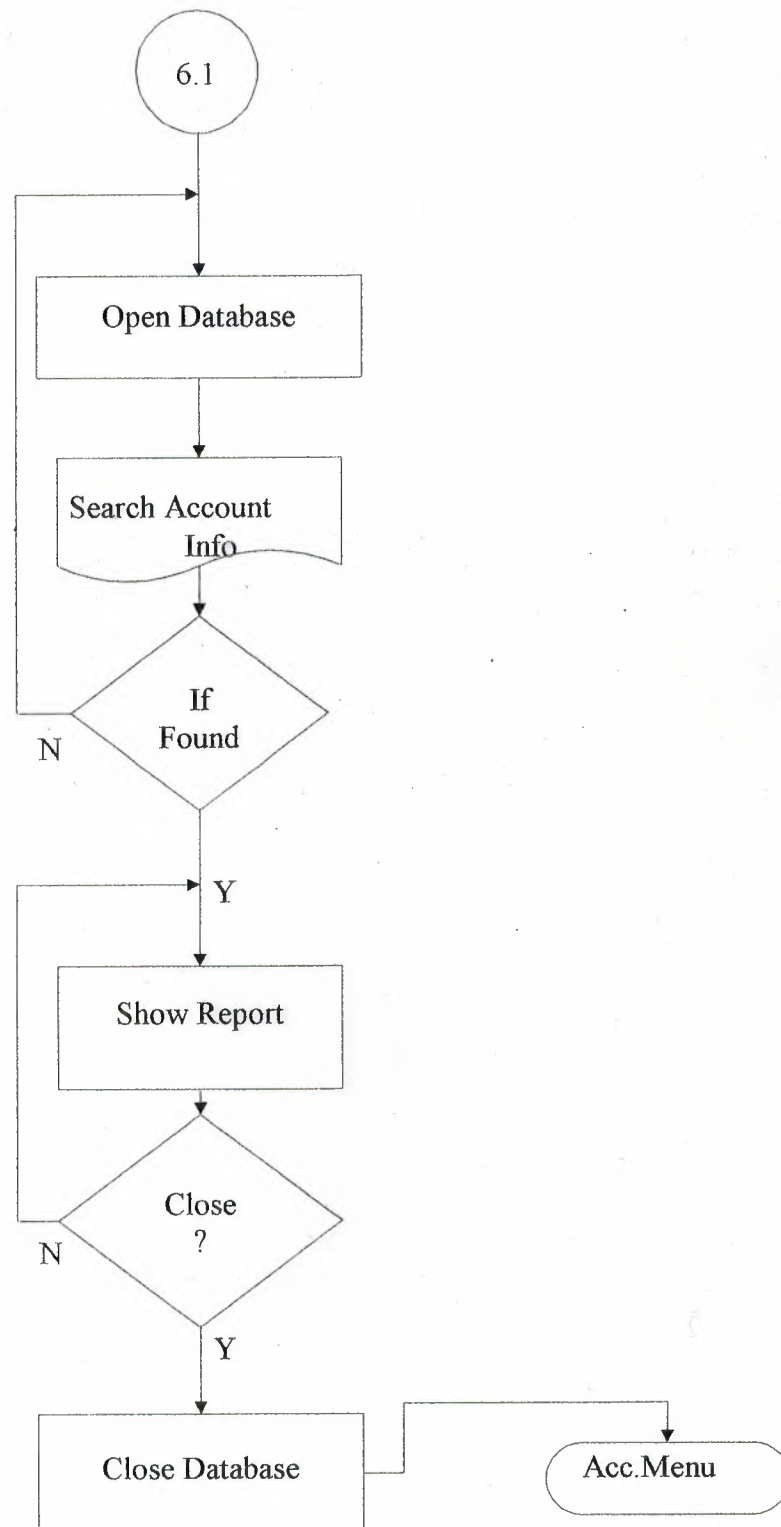 6.1
Open Database
Search Account
Info
If
Found
N
Y
Show Report
Close
?
N
Y
Close Database
Acc.Menu